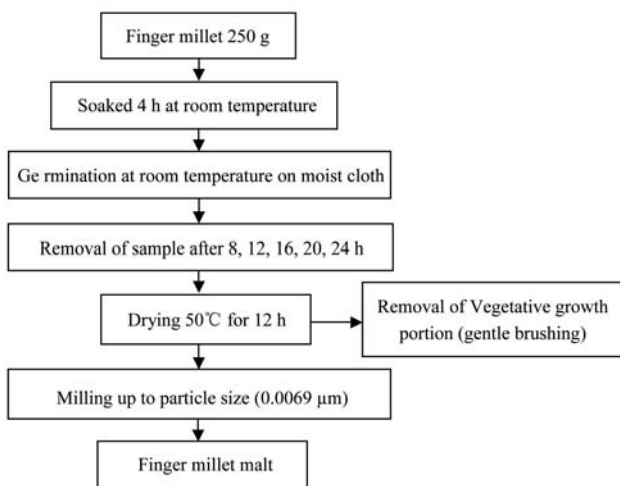 Finger millet 250 g
Soaked 4 h at room temperature
Ge rmination at room temperature on moist cloth
Removal of sample after 8, 12, 16, 20, 24 h
Drying 50℃ for 12 h
Removal of Vegetative growth
portion (gentle brushing)
Milling up to particle size (0.0069 µm)
Finger millet malt